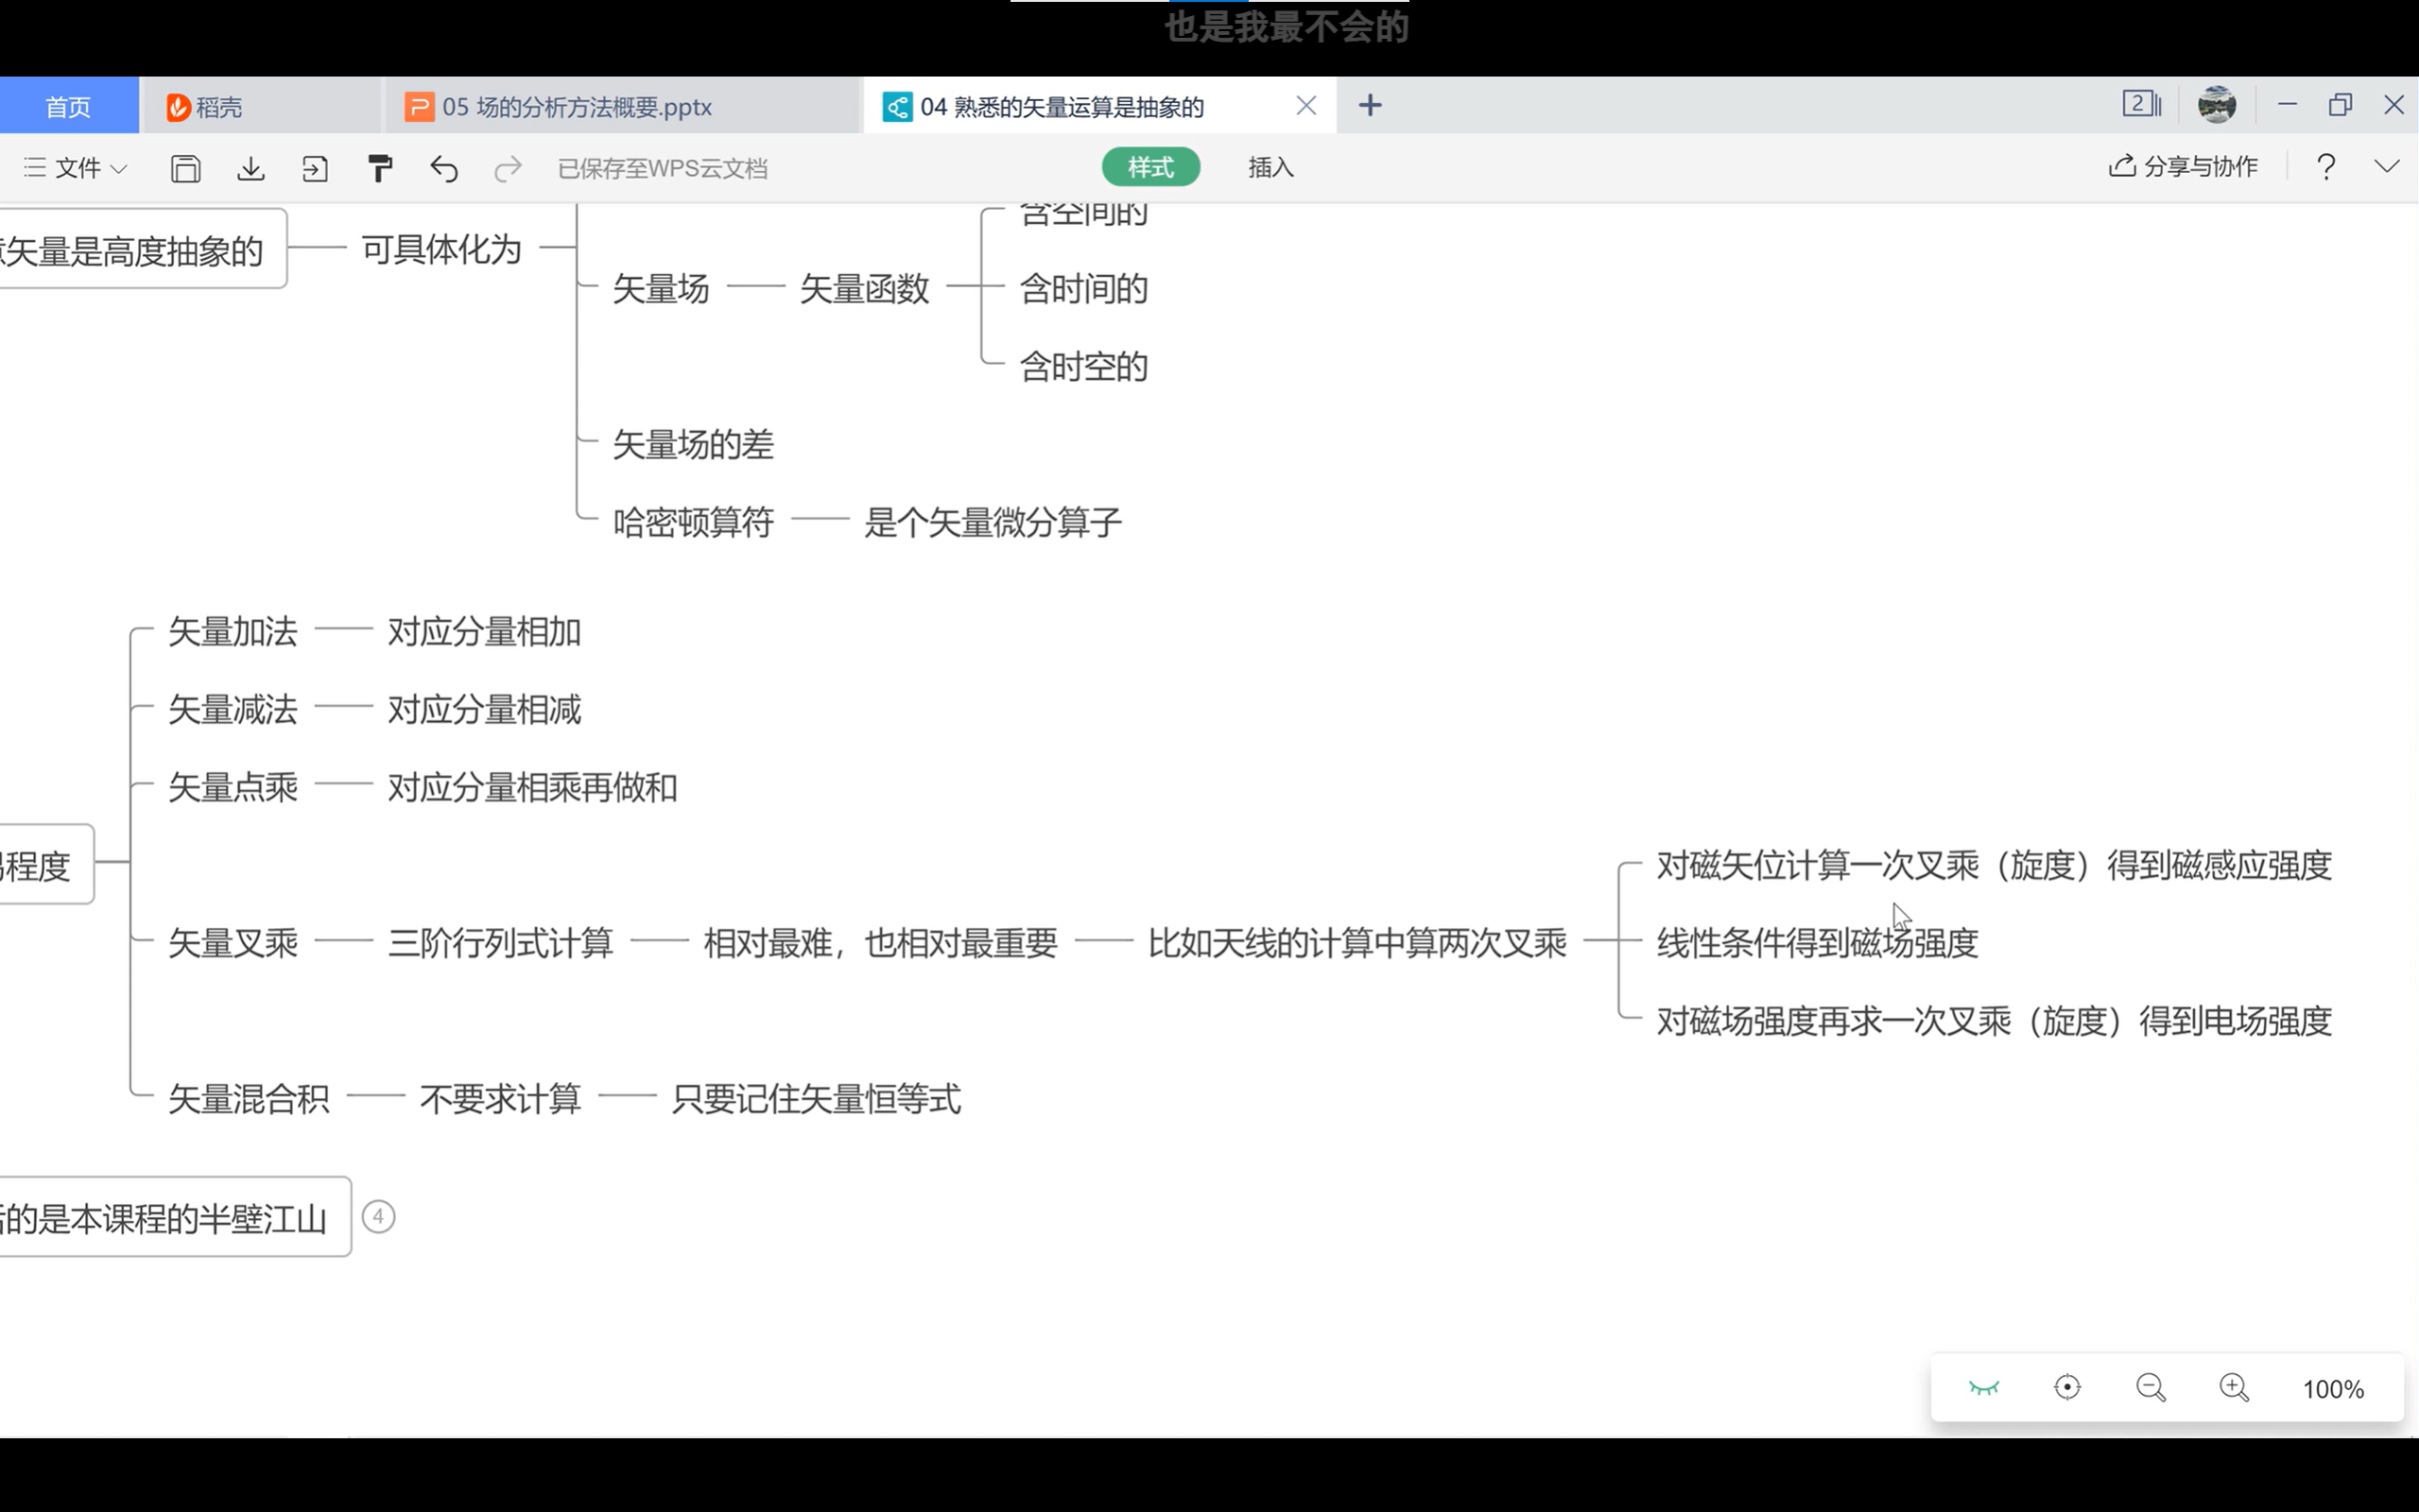 也是我最不会的
首页
稻壳
05 场的分析方法概要.pptx
04 熟悉的矢量运算是抽象的
2
文件
已保存至WPS云文档
样式
插入
分享与协作
矢量是高度抽象的
可具体化为
矢量场
矢量函数
含空间的
含时间的
含时空的
矢量场的差
哈密顿算符
是个矢量微分算子
程度
矢量加法
对应分量相加
矢量减法
对应分量相减
矢量点乘
对应分量相乘再做和
矢量叉乘
三阶行列式计算
相对最难，也相对最重要
比如天线的计算中算两次叉乘
对磁矢位计算一次叉乘（旋度）得到磁感应强度
线性条件得到磁场强度
对磁场强度再求一次叉乘（旋度）得到电场强度
矢量混合积
不要求计算
只要记住矢量恒等式
的是本课程的半壁江山
4
100%